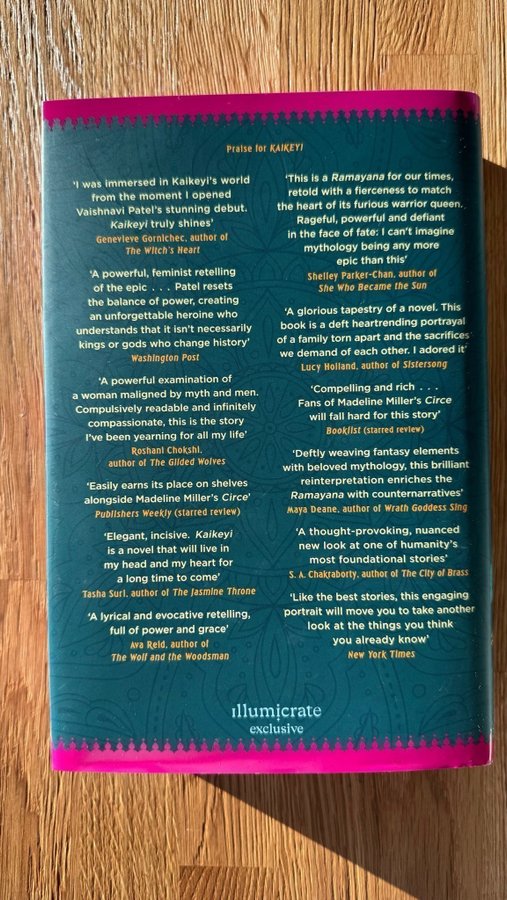 Praise for KAIKEYI
‘I was immersed in Kaikeyi’s world
from the moment I opened
Vaishnavi Patel’s stunning debut.
Kaikeyi truly shines’
Genevieve Gornichec, author of
The Witch’s Heart
‘A powerful, feminist retelling
of the epic . . . Patel resets
the balance of power, creating
an unforgettable heroine who
understands that it isn’t necessarily
kings or gods who change history’
Washington Post
‘A powerful examination of
a woman maligned by myth and men.
Compulsively readable and infinitely
compassionate, this is the story
I’ve been yearning for all my life’
Roshani Chokshi,
author of The Gilded Wolves
‘Easily earns its place on shelves
alongside Madeline Miller’s Circe’
Publishers Weekly (starred review)
‘Elegant, incisive. Kaikeyi
is a novel that will live in
my head and my heart for
a long time to come’
Tasha Suri, author of The Jasmine Throne
‘A lyrical and evocative retelling,
full of power and grace’
Ava Reid, author of
The Wolf and the Woodsman
‘This is a Ramayana for our times,
retold with a fierceness to match
the heart of its furious warrior queen.
Rageful, powerful and defiant
in the face of fate: I can’t imagine
mythology being any more
epic than this’
Shelley Parker-Chan, author of
She Who Became the Sun
‘A glorious tapestry of a novel. This
book is a deft heartrending portrayal
of a family torn apart and the sacrifices
we demand of each other. I adored it’
Lucy Holland, author of Sistersong
‘Compelling and rich . . .
Fans of Madeline Miller’s Circe
will fall hard for this story’
Booklist (starred review)
‘Deftly weaving fantasy elements
with beloved mythology, this brilliant
reinterpretation enriches the
Ramayana with counternarratives’
Maya Deane, author of Wrath Goddess Sing
‘A thought-provoking, nuanced
new look at one of humanity’s
most foundational stories’
S. A. Chakraborty, author of The City of Brass
‘Like the best stories, this engaging
portrait will move you to take another
look at the things you think
you already know’
New York Times
illumicrate
exclusive